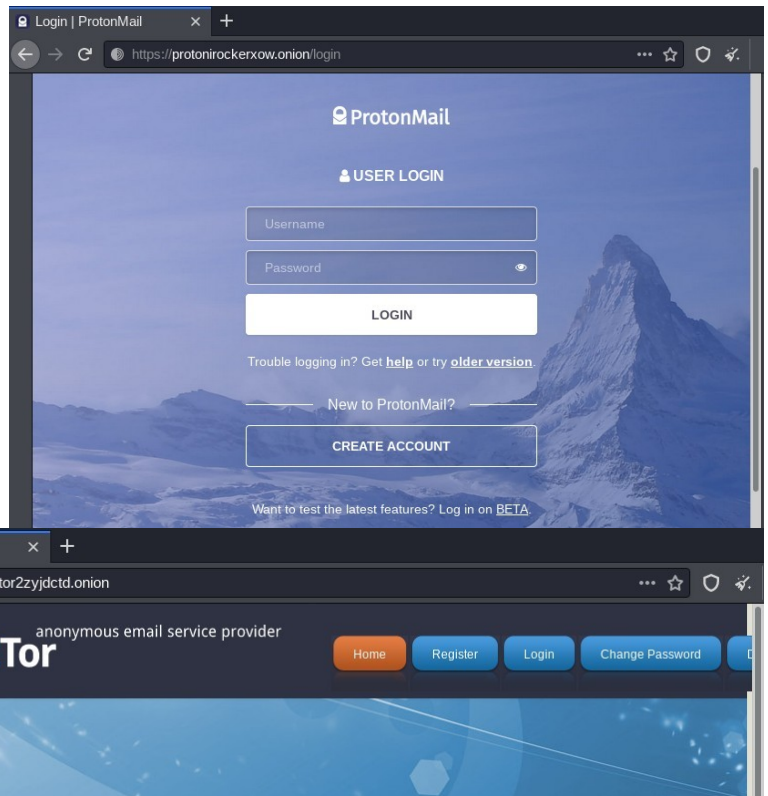 Login | ProtonMail
https://protonirockerxow.onion/login
ProtonMail
USER LOGIN
Username
Password
LOGIN
Trouble logging in? Get help or try older version.
New to ProtonMail?
CREATE ACCOUNT
Want to test the latest features? Log in on BETA.
tor2zyjdctd.onion
anonymous email service provider
Tor
Home Register Login Change Password